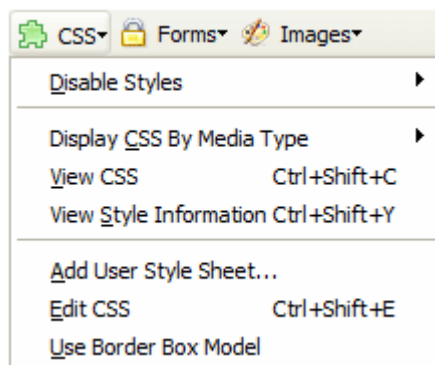 CSS Forms Images
Disable Styles
Display CSS By Media Type
View CSS Ctrl+Shift+C
View Style Information Ctrl+Shift+Y
Add User Style Sheet...
Edit CSS Ctrl+Shift+E
Use Border Box Model